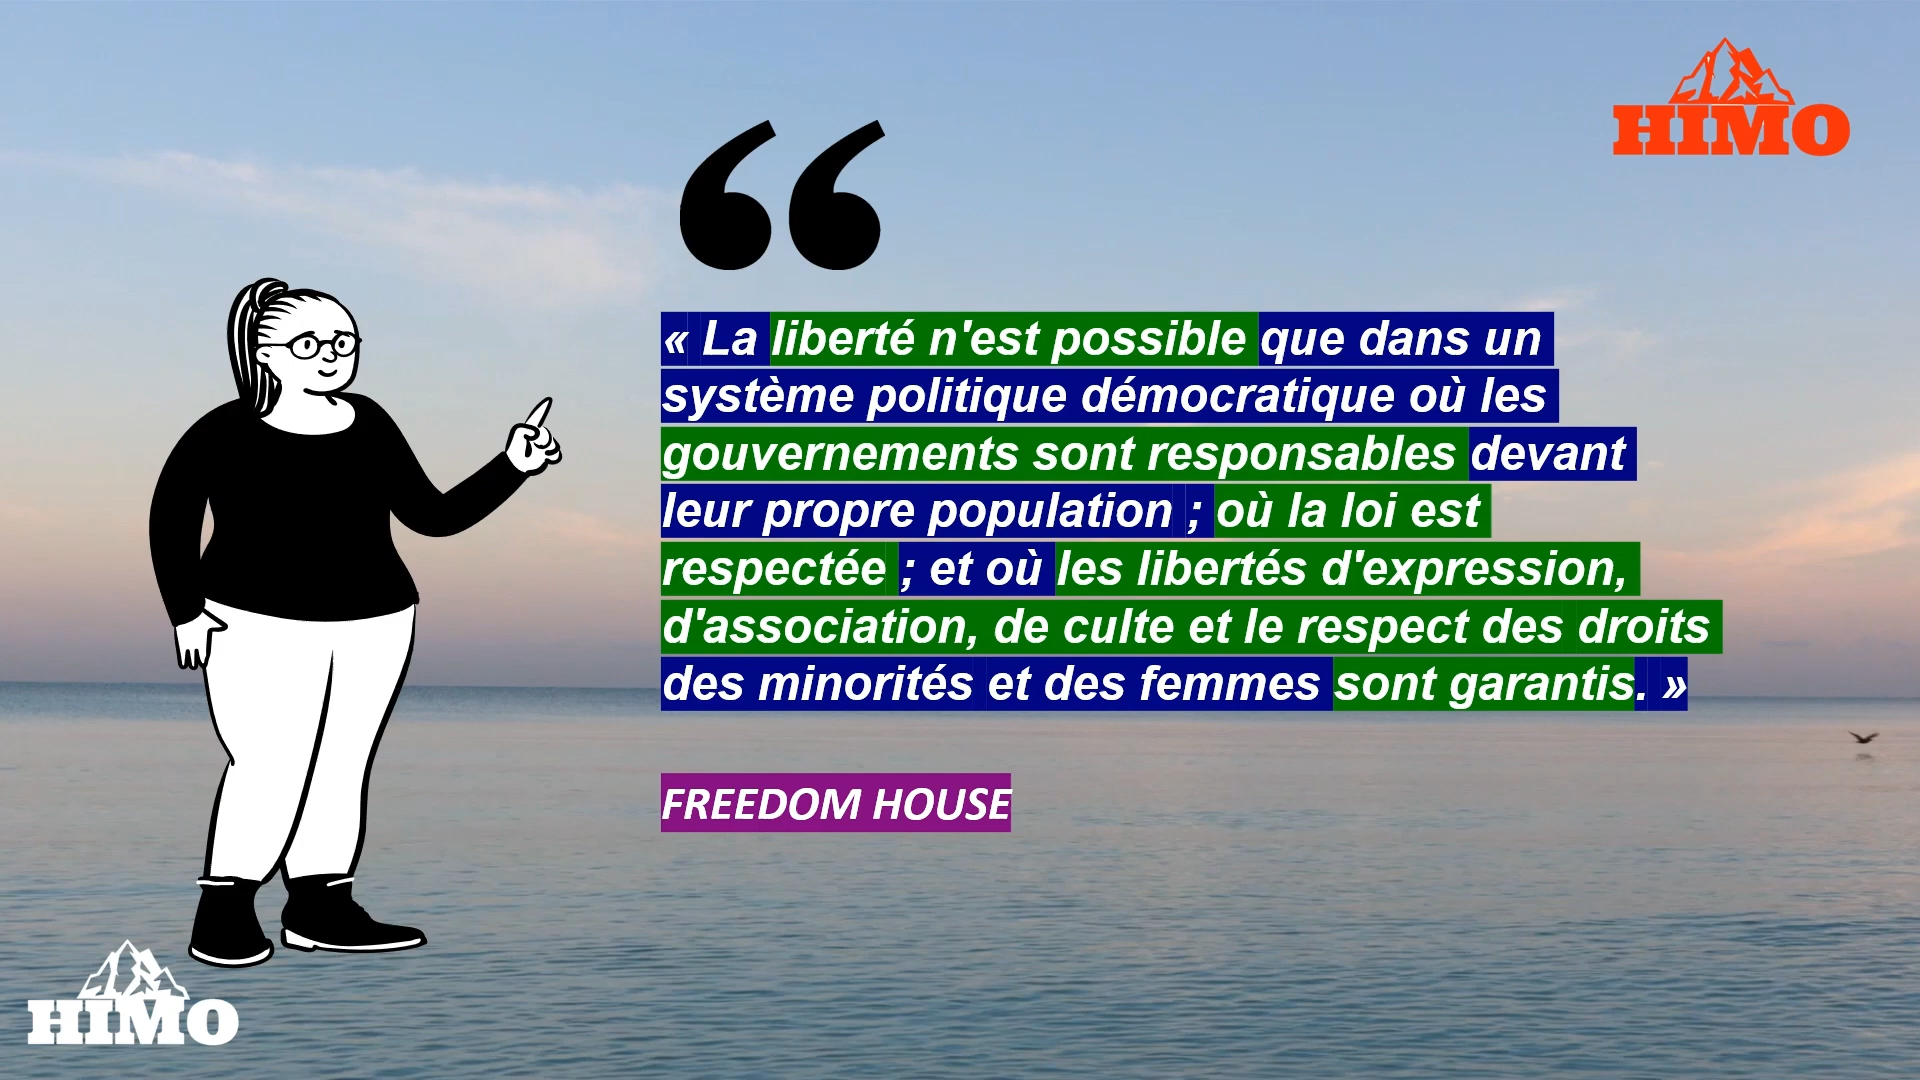 HIMO
“
« La liberté n'est possible que dans un
système politique démocratique où les
gouvernements sont responsables devant
leur propre population ; où la loi est
respectée ; et où les libertés d'expression,
d'association, de culte et le respect des droits
des minorités et des femmes sont garantis. »
FREEDOM HOUSE
HIMO